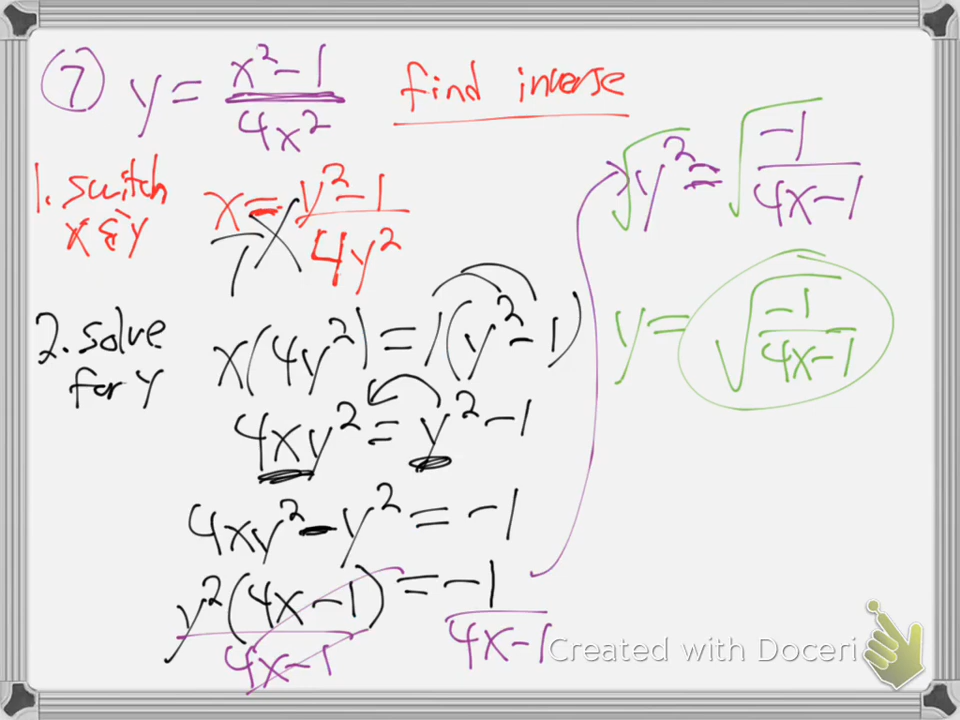 7 y = (x² - 1)/(4x²) find inverse
1. switch x & y
x/1 = (y² - 1)/(4y²)
2. solve for y
x(4y²) = 1(y² - 1)
4xy² = y² - 1
4xy² - y² = -1
y²(4x - 1)/(4x - 1) = -1/(4x - 1)
√y² = √(-1/(4x - 1))
y = √(-1/(4x - 1))
Created with Doceri